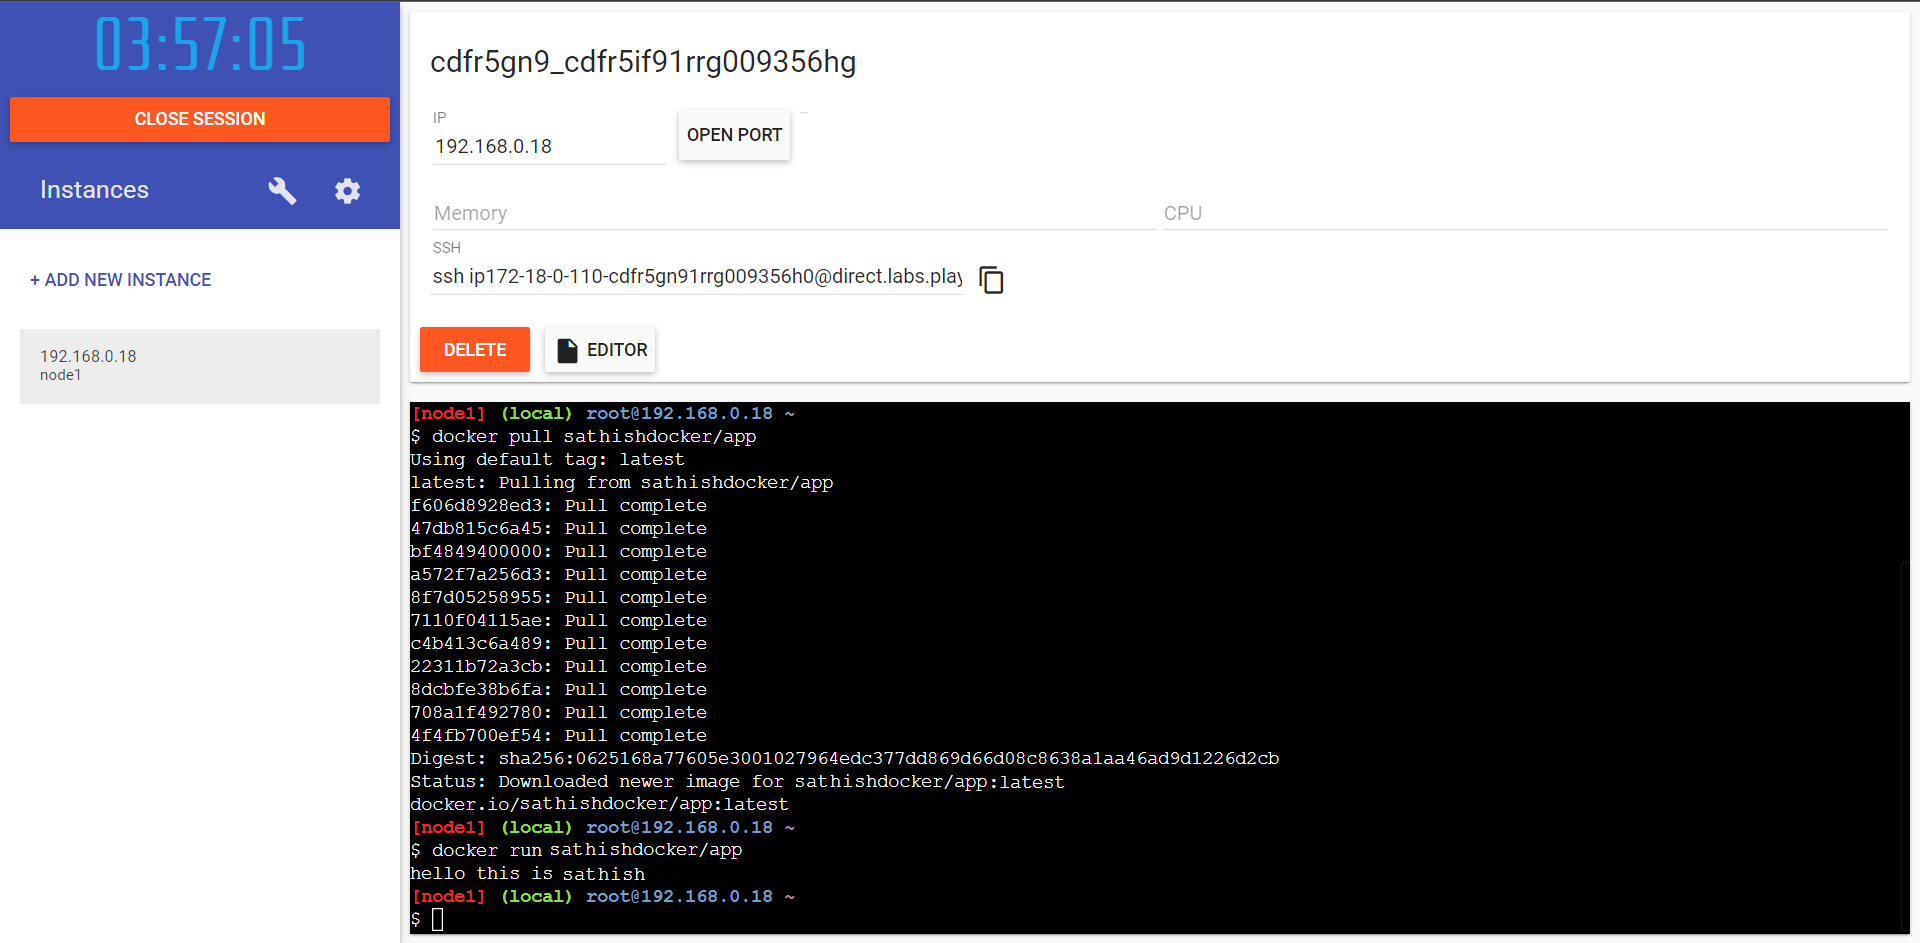 03:57:05
CLOSE SESSION
Instances
+ ADD NEW INSTANCE
192.168.0.18
node1
cdfr5gn9_cdfr5if91rrg009356hg
IP
192.168.0.18
OPEN PORT
Memory
CPU
SSH
ssh ip172-18-0-110-cdfr5gn91rrg009356h0@direct.labs.play
DELETE
EDITOR
[node1] (local) root@192.168.0.18 ~
$ docker pull sathishdocker/app
Using default tag: latest
latest: Pulling from sathishdocker/app
f606d8928ed3: Pull complete
47db815c6a45: Pull complete
bf4849400000: Pull complete
a572f7a256d3: Pull complete
8f7d05258955: Pull complete
7110f04115ae: Pull complete
c4b413c6a489: Pull complete
22311b72a3cb: Pull complete
8dcbfe38b6fa: Pull complete
708a1f492780: Pull complete
4f4fb700ef54: Pull complete
Digest: sha256:0625168a77605e3001027964edc377dd869d66d08c8638a1aa46ad9d1226d2cb
Status: Downloaded newer image for sathishdocker/app:latest
docker.io/sathishdocker/app:latest
[node1] (local) root@192.168.0.18 ~
$ docker run sathishdocker/app
hello this is sathish
[node1] (local) root@192.168.0.18 ~
$